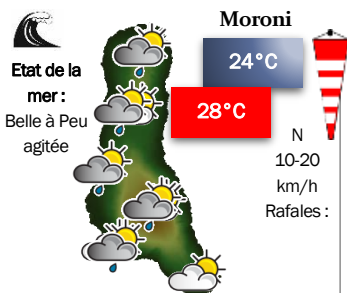 Moroni
24°C
28°C
Etat de la
mer :
Belle à Peu
agitée
N
10-20
km/h
Rafales :